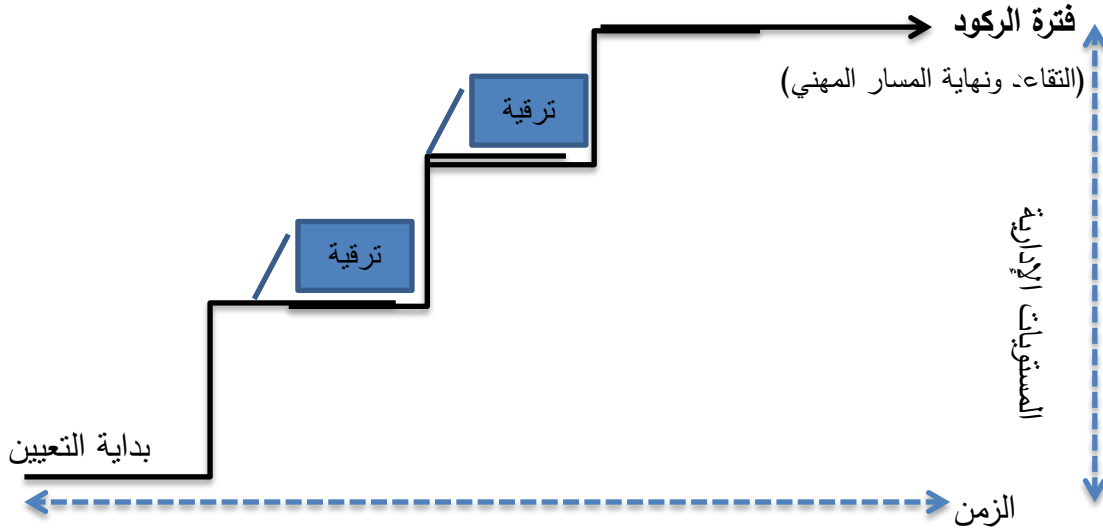 فترة الركود
(التقاعد ونهاية المسار المهني)
ترقية
ترقية
المستويات الإدارية
بداية التعيين
الزمن